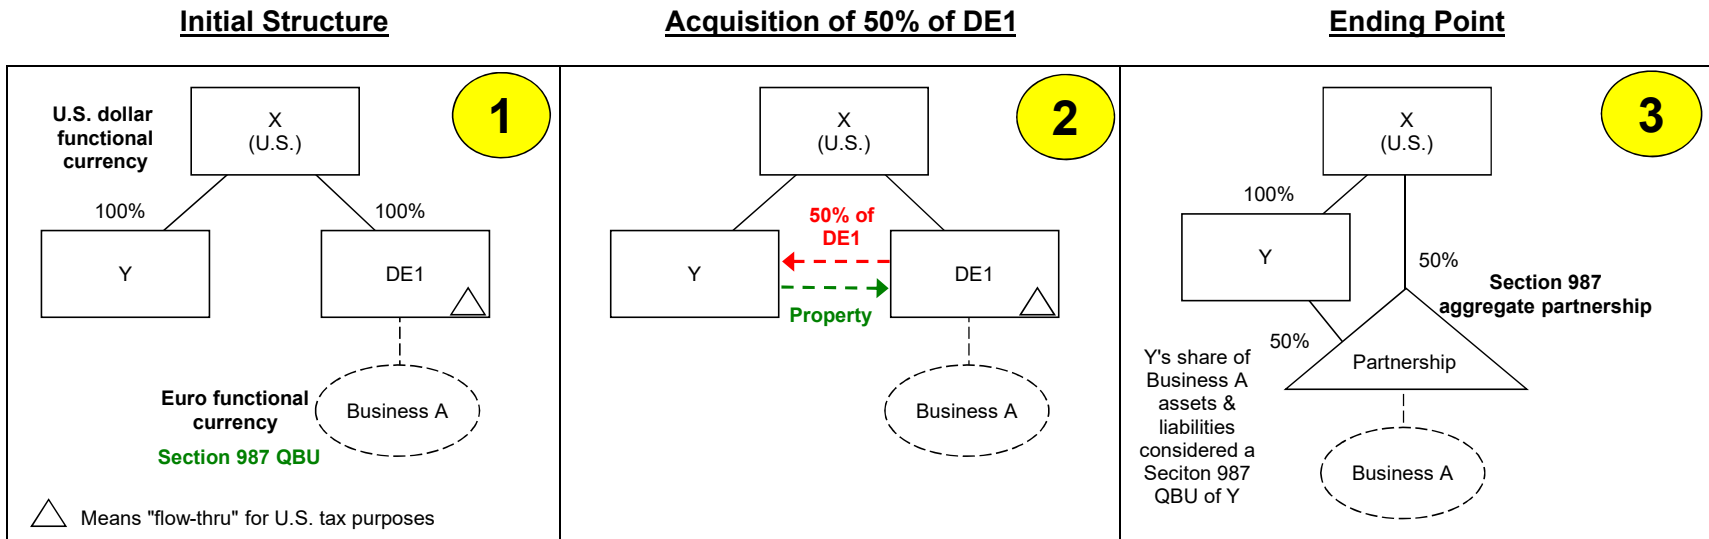 Initial Structure
Acquisition of 50% of DE1
Ending Point
U.S. dollar
functional
currency
X
(U.S.)
1
100%
100%
Y
DE1
Euro functional
currency
Section 987 QBU
Business A
Means "flow-thru" for U.S. tax purposes
X
(U.S.)
2
50% of
DE1
Y
DE1
Property
Business A
X
(U.S.)
3
100%
Y
50%
Section 987
aggregate partnership
50%
Y's share of
Business A
assets &
liabilities
considered a
Seciton 987
QBU of Y
Partnership
Business A